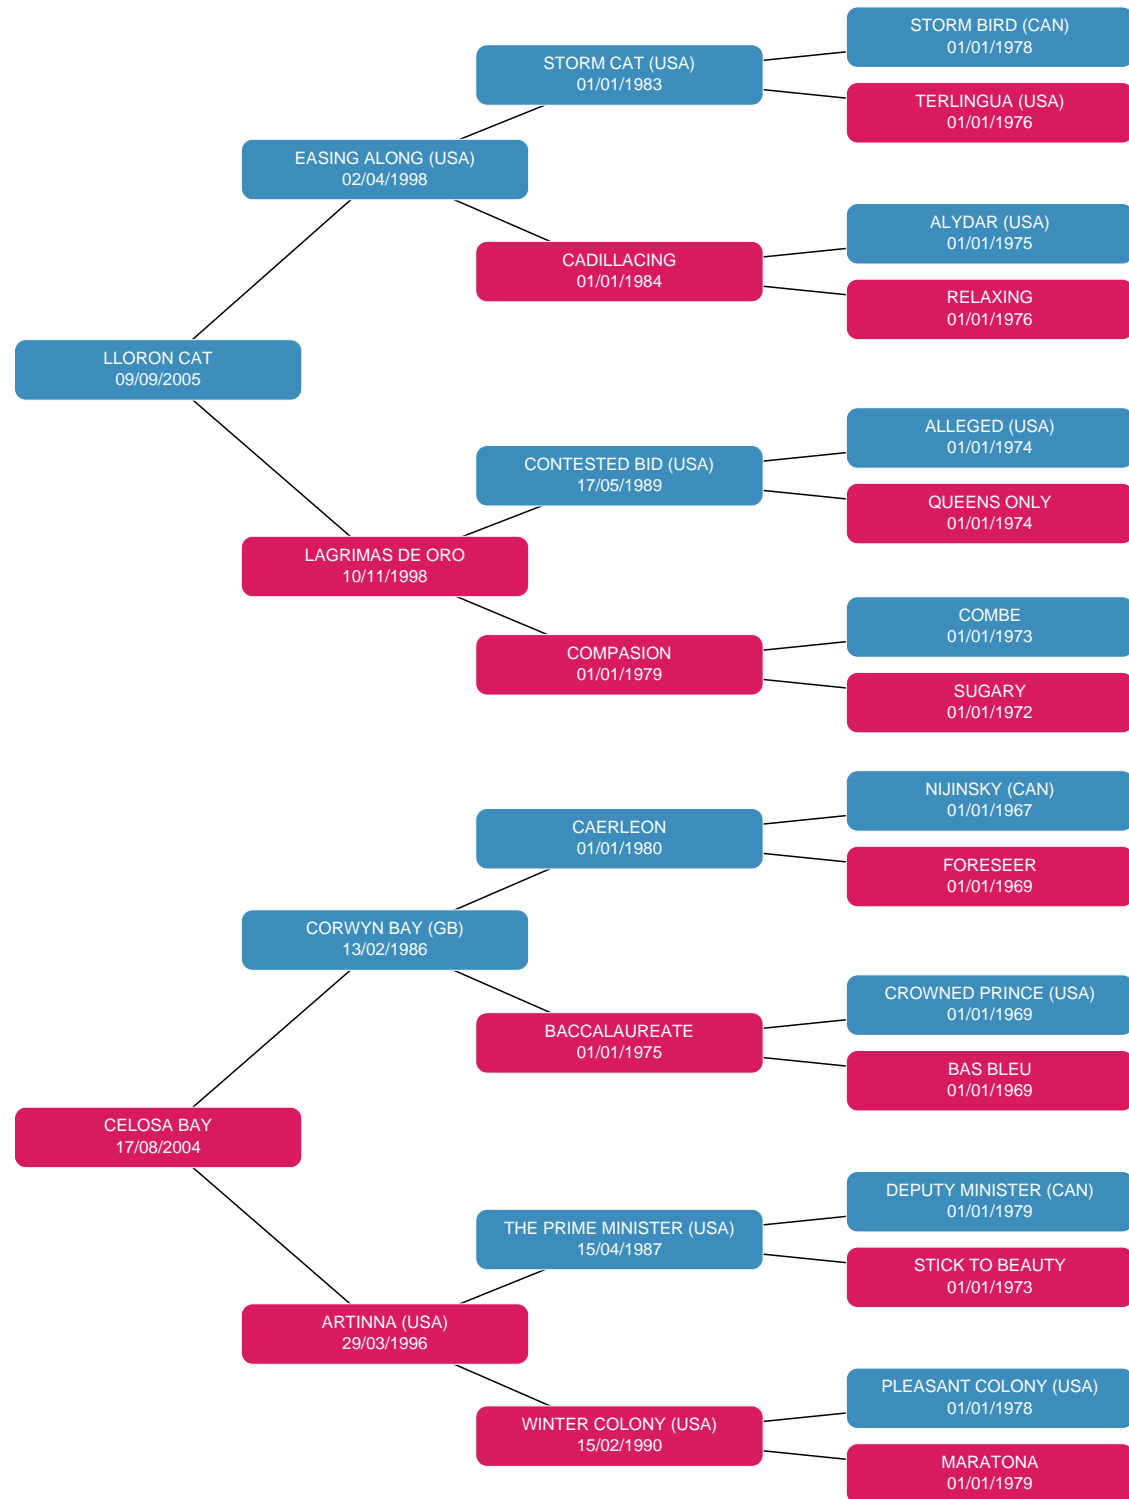 STORM BIRD (CAN)
01/01/1978
STORM CAT (USA)
01/01/1983
TERLINGUA (USA)
01/01/1976
EASING ALONG (USA)
02/04/1998
ALYDAR (USA)
01/01/1975
CADILLACING
01/01/1984
RELAXING
01/01/1976
LLORON CAT
09/09/2005
ALLEGED (USA)
01/01/1974
CONTESTED BID (USA)
17/05/1989
QUEENS ONLY
01/01/1974
LAGRIMAS DE ORO
10/11/1998
COMBE
01/01/1973
COMPASION
01/01/1979
SUGARY
01/01/1972
NIJINSKY (CAN)
01/01/1967
CAERLEON
01/01/1980
FORESEER
01/01/1969
CORWYN BAY (GB)
13/02/1986
CROWNED PRINCE (USA)
01/01/1969
BACCALAUREATE
01/01/1975
BAS BLEU
01/01/1969
CELOSA BAY
17/08/2004
DEPUTY MINISTER (CAN)
01/01/1979
THE PRIME MINISTER (USA)
15/04/1987
STICK TO BEAUTY
01/01/1973
ARTINNA (USA)
29/03/1996
PLEASANT COLONY (USA)
01/01/1978
WINTER COLONY (USA)
15/02/1990
MARATONA
01/01/1979